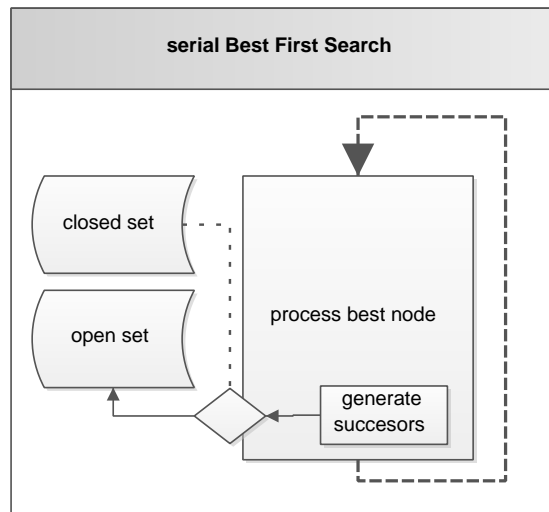 serial Best First Search
closed set
open set
process best node
generate
succesors